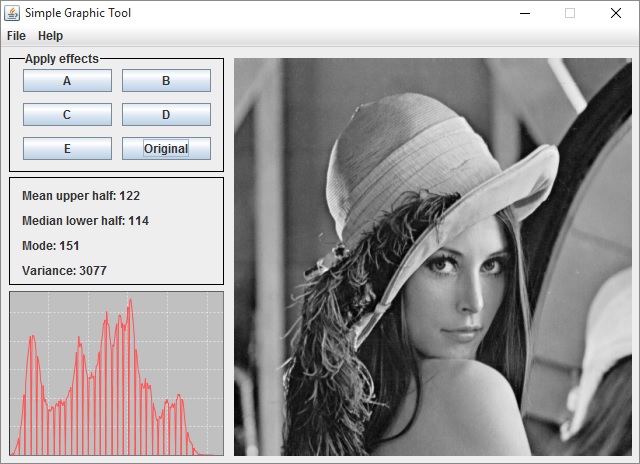 Simple Graphic Tool
File Help
Apply effects
A B
C D
E Original
Mean upper half: 122
Median lower half: 114
Mode: 151
Variance: 3077